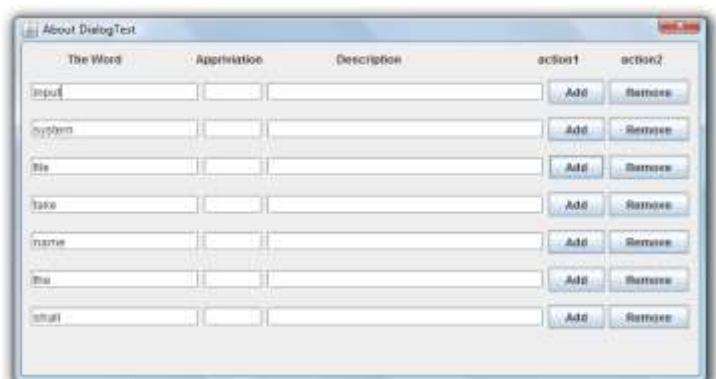 About DialogTest
The Word Appriviation Description action1 action2
input Add Remove
system Add Remove
file Add Remove
take Add Remove
name Add Remove
the Add Remove
shall Add Remove